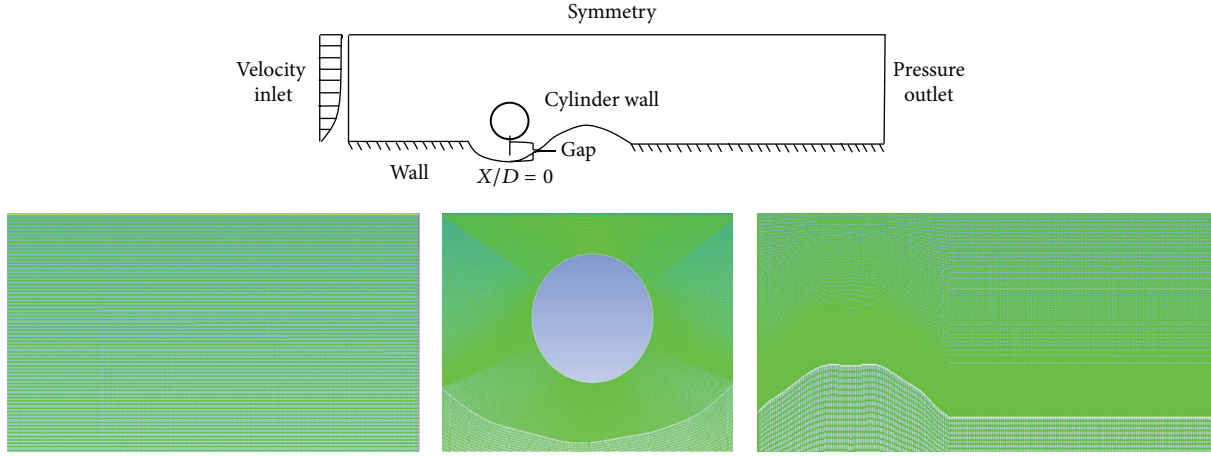 Symmetry
Velocity
inlet
Pressure
outlet
Cylinder wall
Gap
Wall
X/D = 0